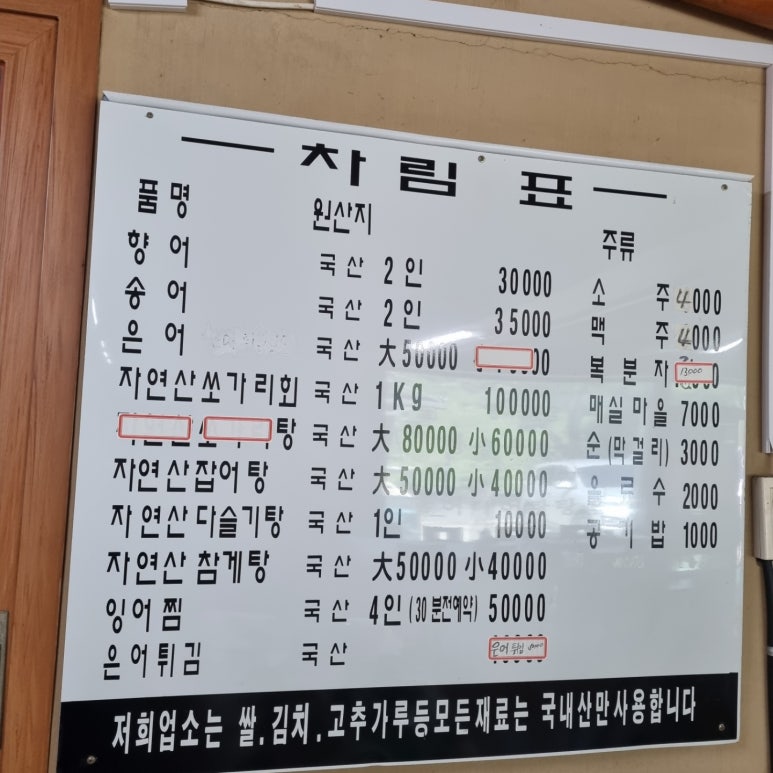 차림표
품명 원산지
향어 국산 2인 30000
송어 국산 2인 35000
은어 국산 大50000
자연산쏘가리회 국산 1Kg 100000
탕 국산 大 80000 小60000
자연산잡어탕 국산 大 50000 小40000
자연산다슬기탕 국산 1인 10000
자연산참게탕 국산 大50000 小40000
잉어찜 국산 4인 (30분전예약) 50000
은어튀김 국산 은어튀김
주류
소주 4000
맥주 4000
복분자 13000
매실마을 7000
순(막걸리) 3000
음료수 2000
공기밥 1000
저희업소는 쌀.김치.고추가루등모든재료는 국내산만사용합니다